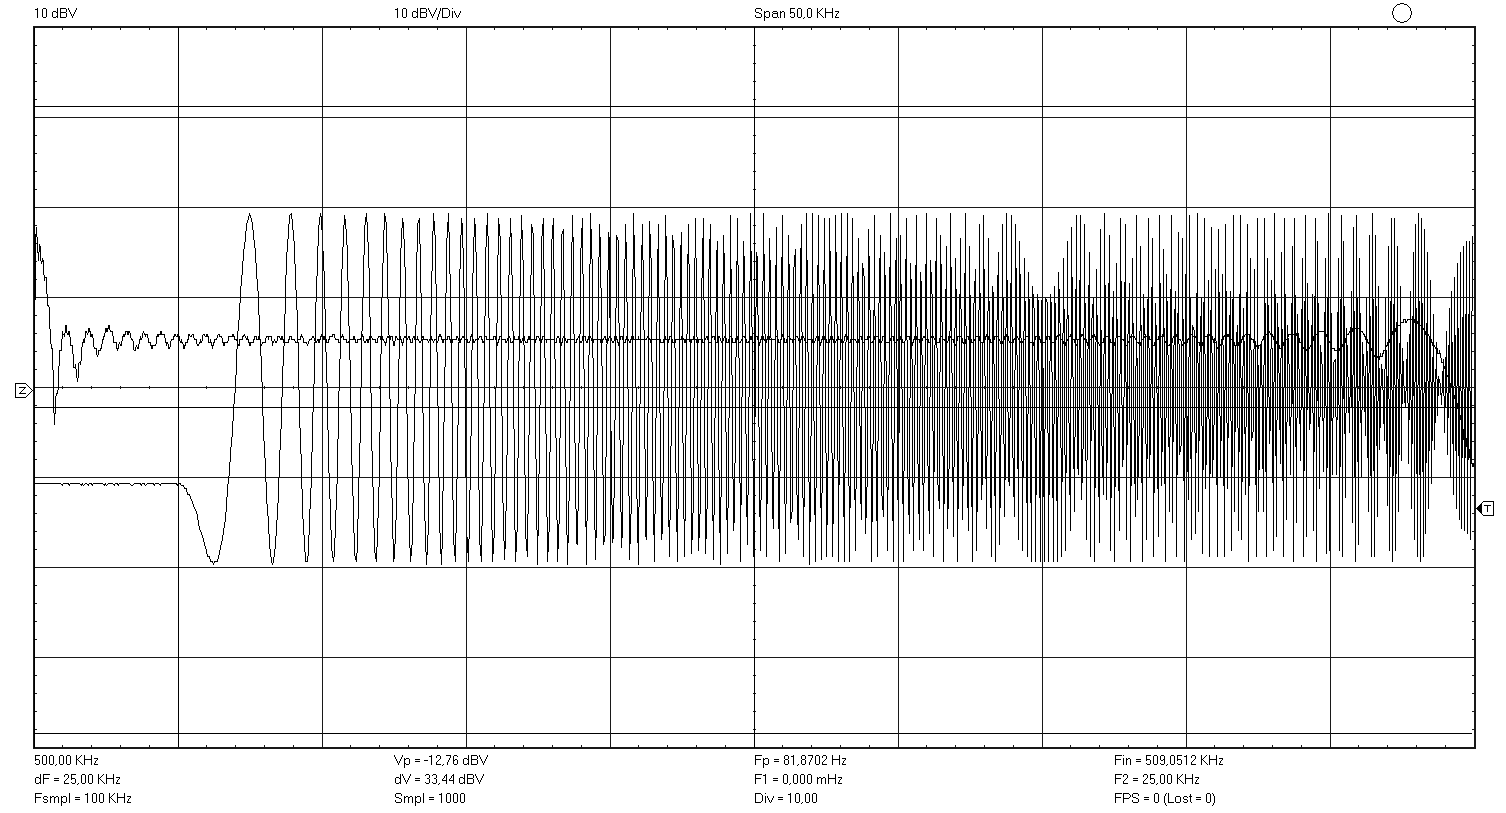 10 dBV 10 dBV/Div Span 50,0 KHz
Z
T
500,00 KHz Vp = -12,76 dBV Fp = 81,8702 Hz Fin = 509,0512 KHz
dF = 25,00 KHz dV = 33,44 dBV F1 = 0,000 mHz F2 = 25,00 KHz
Fsmpl = 100 KHz Smpl = 1000 Div = 10,00 FPS = 0 (Lost = 0)